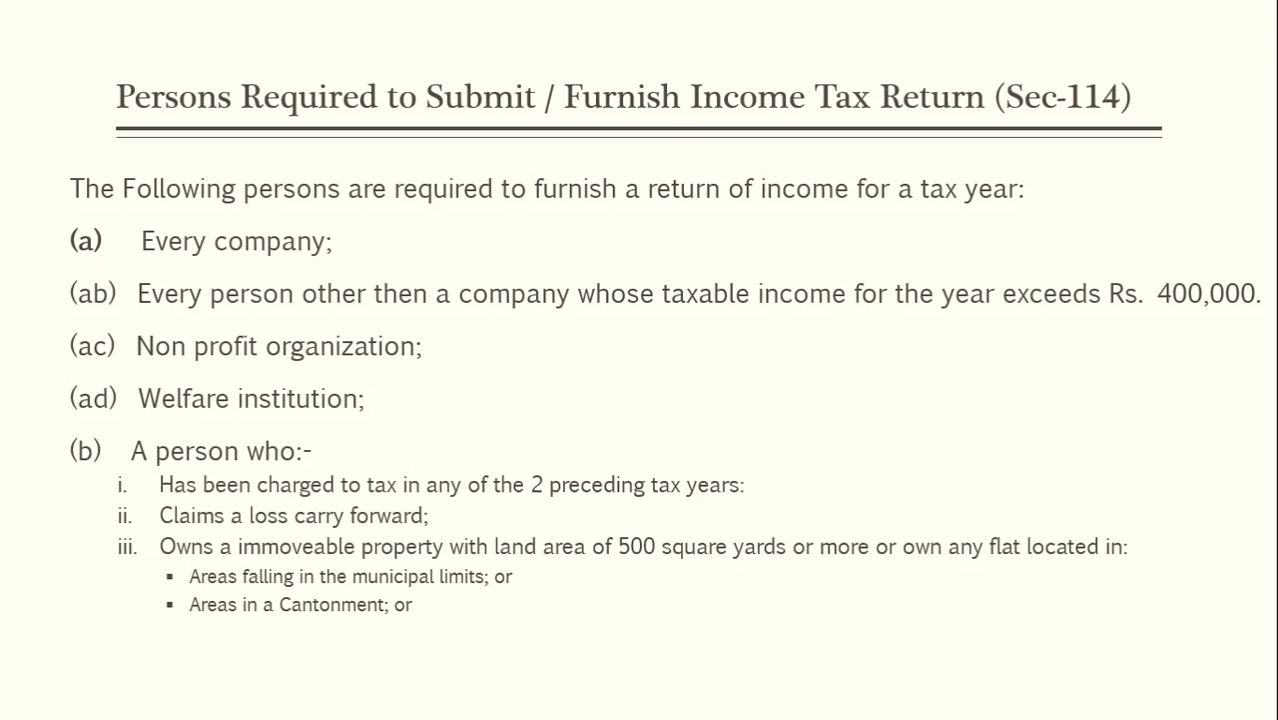 Persons Required to Submit / Furnish Income Tax Return (Sec-114)
The Following persons are required to furnish a return of income for a tax year:
(a) Every company;
(ab) Every person other then a company whose taxable income for the year exceeds Rs. 400,000.
(ac) Non profit organization;
(ad) Welfare institution;
(b) A person who:-
i. Has been charged to tax in any of the 2 preceding tax years:
ii. Claims a loss carry forward;
iii. Owns a immoveable property with land area of 500 square yards or more or own any flat located in:
▪ Areas falling in the municipal limits; or
▪ Areas in a Cantonment; or